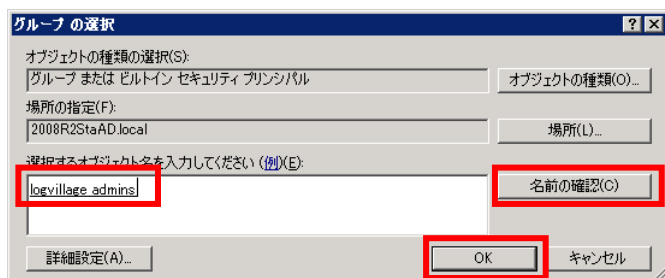 グループ の選択
オブジェクトの種類の選択(S):
グループ または ビルトイン セキュリティ プリンシパル
オブジェクトの種類(O)...
場所の指定(F):
2008R2StaAD.local
場所(L)...
選択するオブジェクト名を入力してください (例)(E):
logvillage admins
名前の確認(C)
詳細設定(A)...
OK
キャンセル